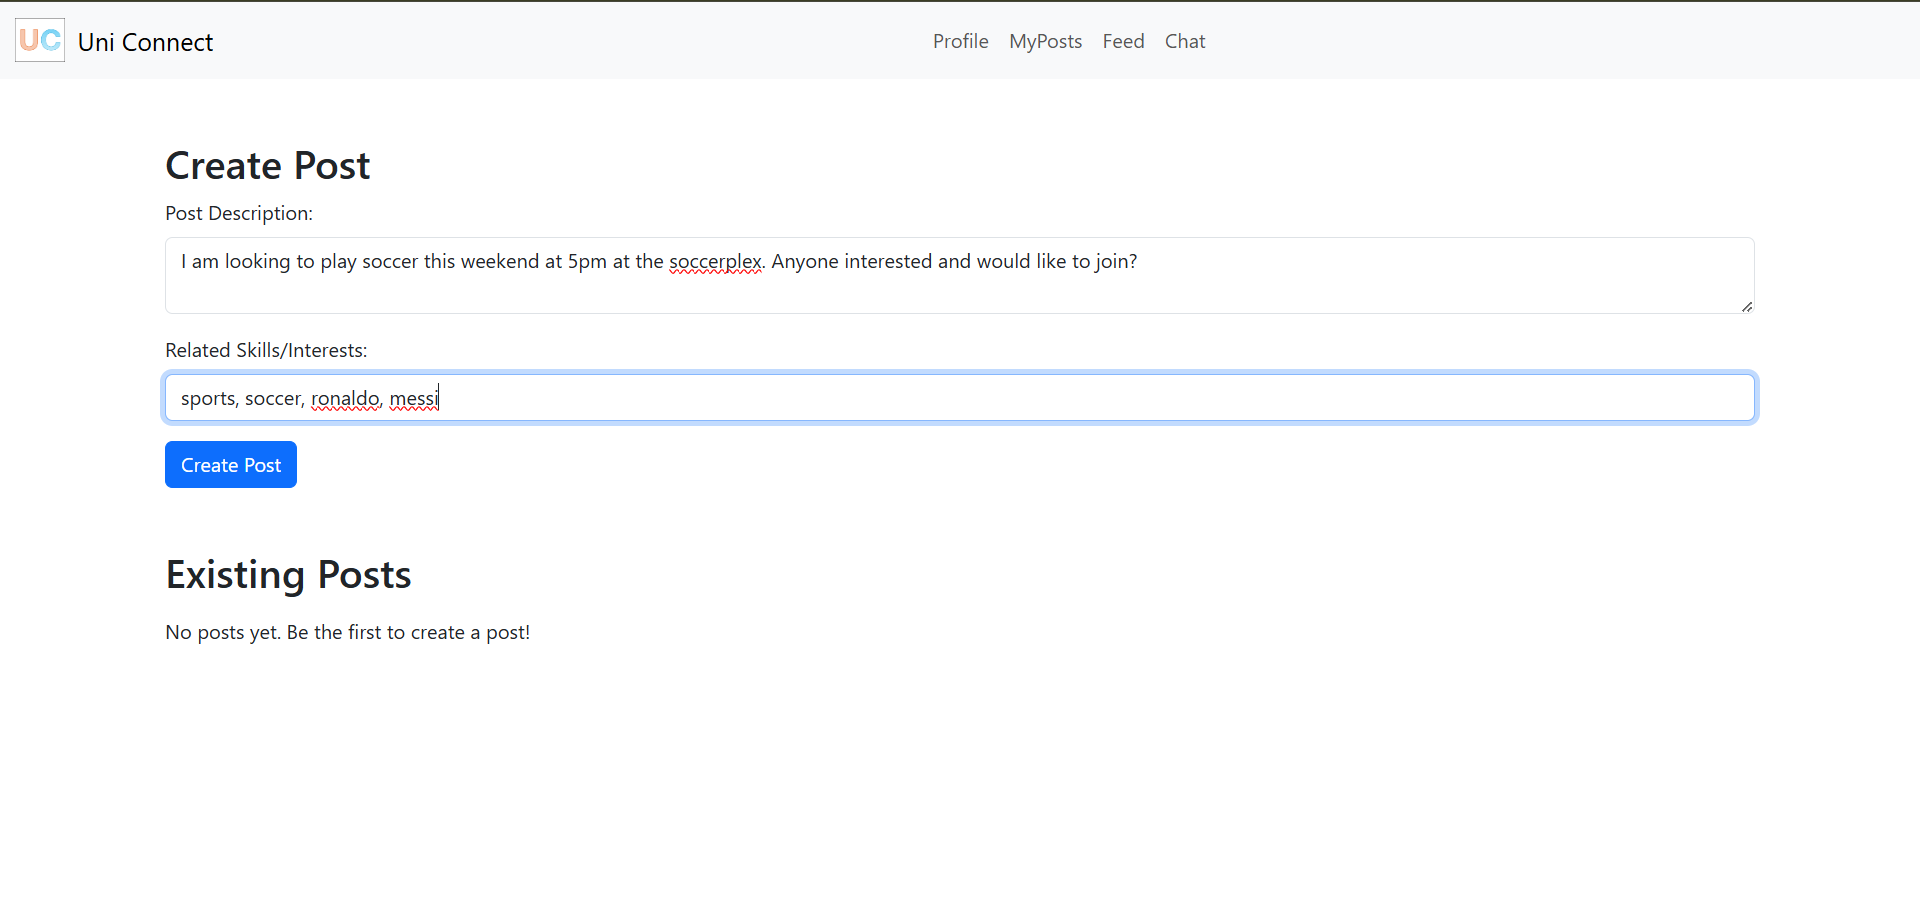 UC Uni Connect
Profile MyPosts Feed Chat
Create Post
Post Description:
I am looking to play soccer this weekend at 5pm at the soccerplex. Anyone interested and would like to join?
Related Skills/Interests:
sports, soccer, ronaldo, messi
Create Post
Existing Posts
No posts yet. Be the first to create a post!